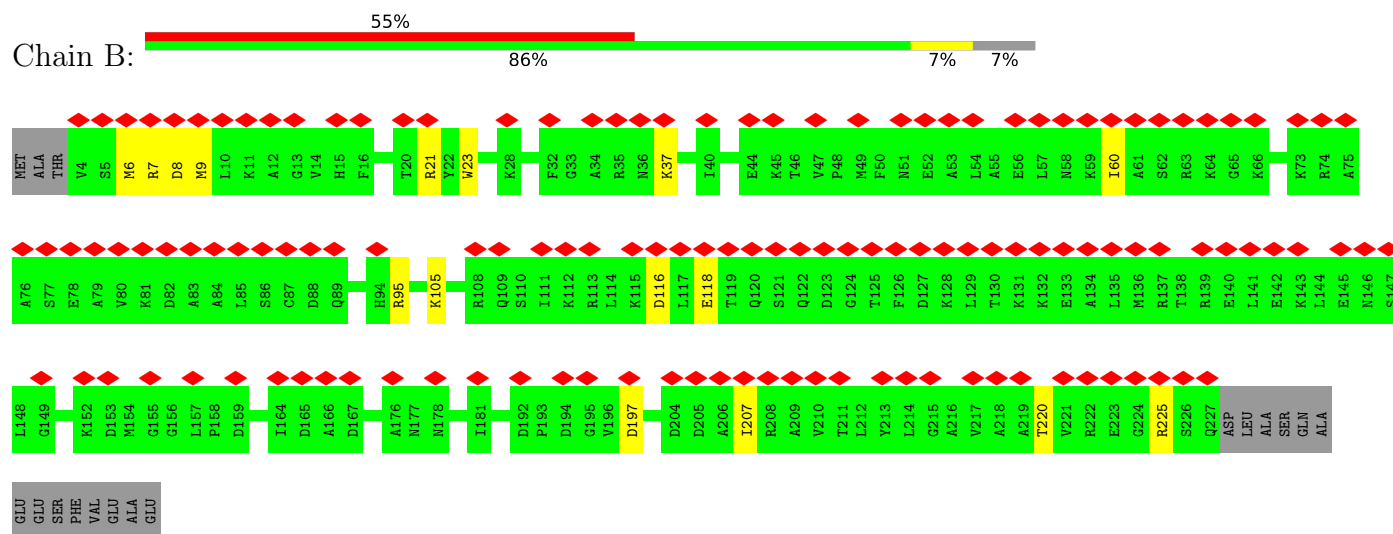 55%
Chain B:
86% 7% 7%
MET ALA THR V4 S5 M6 R7 D8 M9 L10 K11 A12 G13 V14 H15 F16 T20 R21 Y22 W23 K28 F32 G33 A34 R35 N36 K37 I40 E44 K45 T46 V47 P48 M49 F50 N51 E52 A53 L54 A55 E56 L57 N58 K59 I60 A61 S62 R63 K64 G65 K66 K73 R74 A75
A76 S77 E78 A79 V80 K81 D82 A83 A84 L85 S86 C87 D88 Q89 H94 R95 K105 R108 Q109 S110 I111 K112 R113 L114 K115 D116 L117 E118 T119 Q120 S121 Q122 D123 G124 T125 F126 D127 K128 L129 T130 K131 K132 E133 A134 L135 M136 R137 T138 R139 E140 L141 E142 K143 L144 E145 N146 S147
L148 G149 K152 D153 M154 G155 G156 L157 P158 D159 I164 D165 A166 D167 A176 N177 N178 I181 D192 P193 D194 G195 V196 D197 D204 D205 A206 I207 R208 A209 V210 T211 L212 Y213 L214 G215 A216 V217 A218 A219 T220 V221 R222 E223 G224 R225 S226 Q227 ASP LEU ALA SER GLN ALA
GLU GLU SER PHE VAL GLU ALA GLU